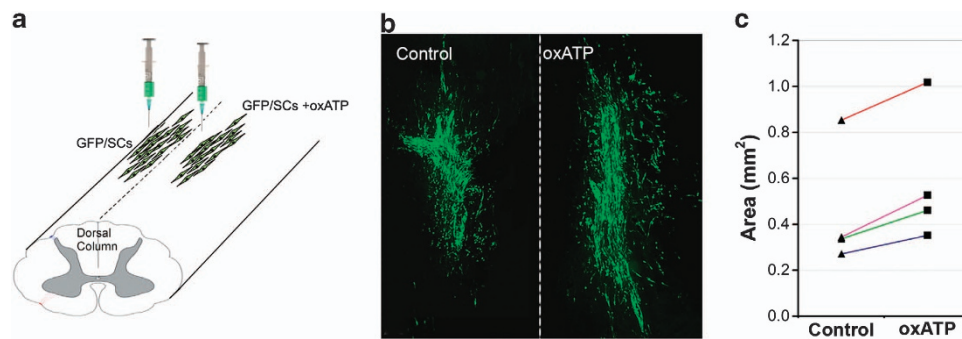 a
GFP/SCs
GFP/SCs +oxATP
Dorsal
Column
b
Control
oxATP
c
Area (mm²)
1.2
1.0
0.8
0.6
0.4
0.2
0.0
Control
oxATP